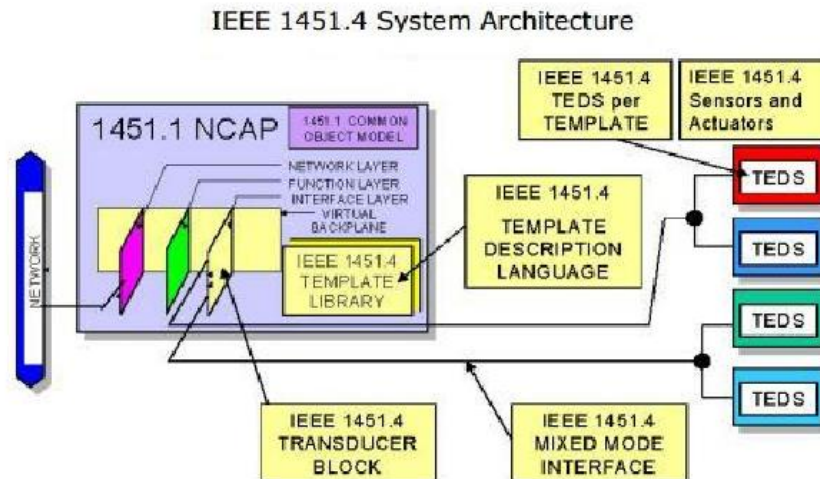 IEEE 1451.4 System Architecture
IEEE 1451.4
TEDS per
TEMPLATE
IEEE 1451.4
Sensors and
Actuators
1451.1 NCAP
1451.1 COMMON
OBJECT MODEL
NETWORK LAYER
FUNCTION LAYER
INTERFACE LAYER
VIRTUAL
BACKPLANE
IEEE 1451.4
TEMPLATE
LIBRARY
IEEE 1451.4
TEMPLATE
DESCRIPTION
LANGUAGE
NETWORK
TEDS
TEDS
TEDS
TEDS
IEEE 1451.4
TRANSDUCER
BLOCK
IEEE 1451.4
MIXED MODE
INTERFACE